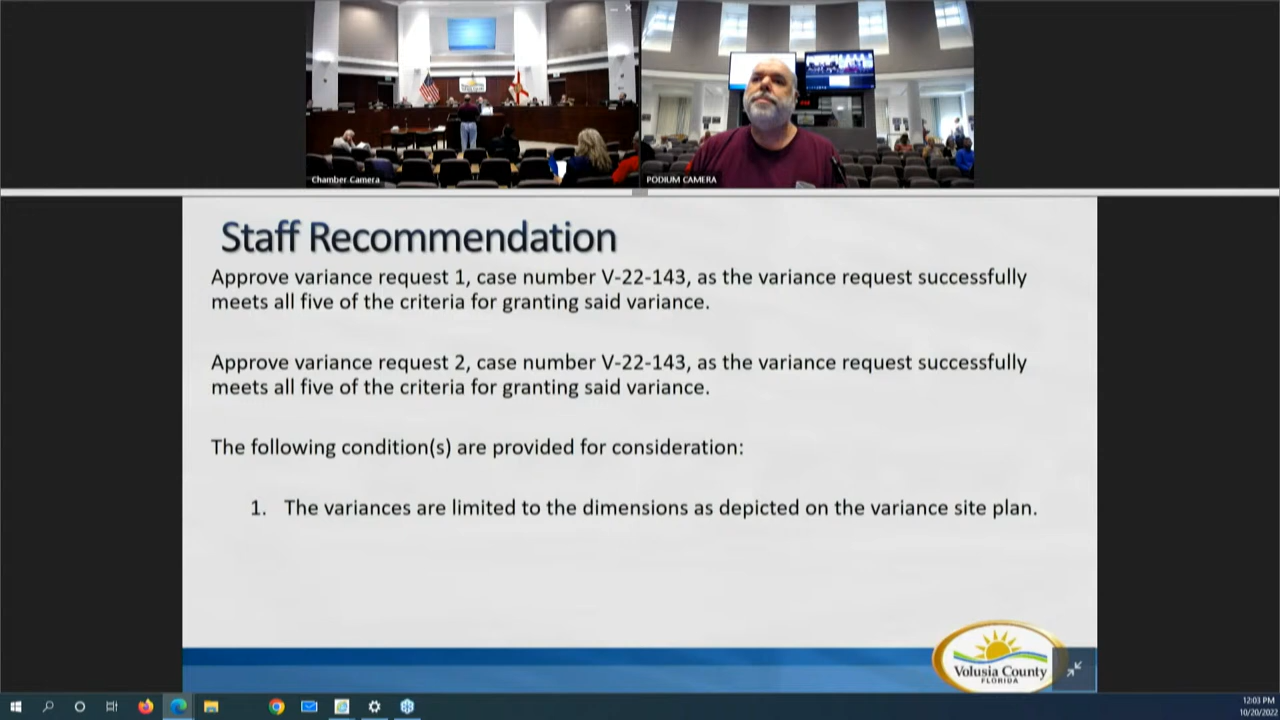 Chamber Camera
PODIUM CAMERA
Staff Recommendation
Approve variance request 1, case number V-22-143, as the variance request successfully
meets all five of the criteria for granting said variance.
Approve variance request 2, case number V-22-143, as the variance request successfully
meets all five of the criteria for granting said variance.
The following condition(s) are provided for consideration:
1. The variances are limited to the dimensions as depicted on the variance site plan.
Volusia County
FLORIDA
12:03 PM
10/20/2022